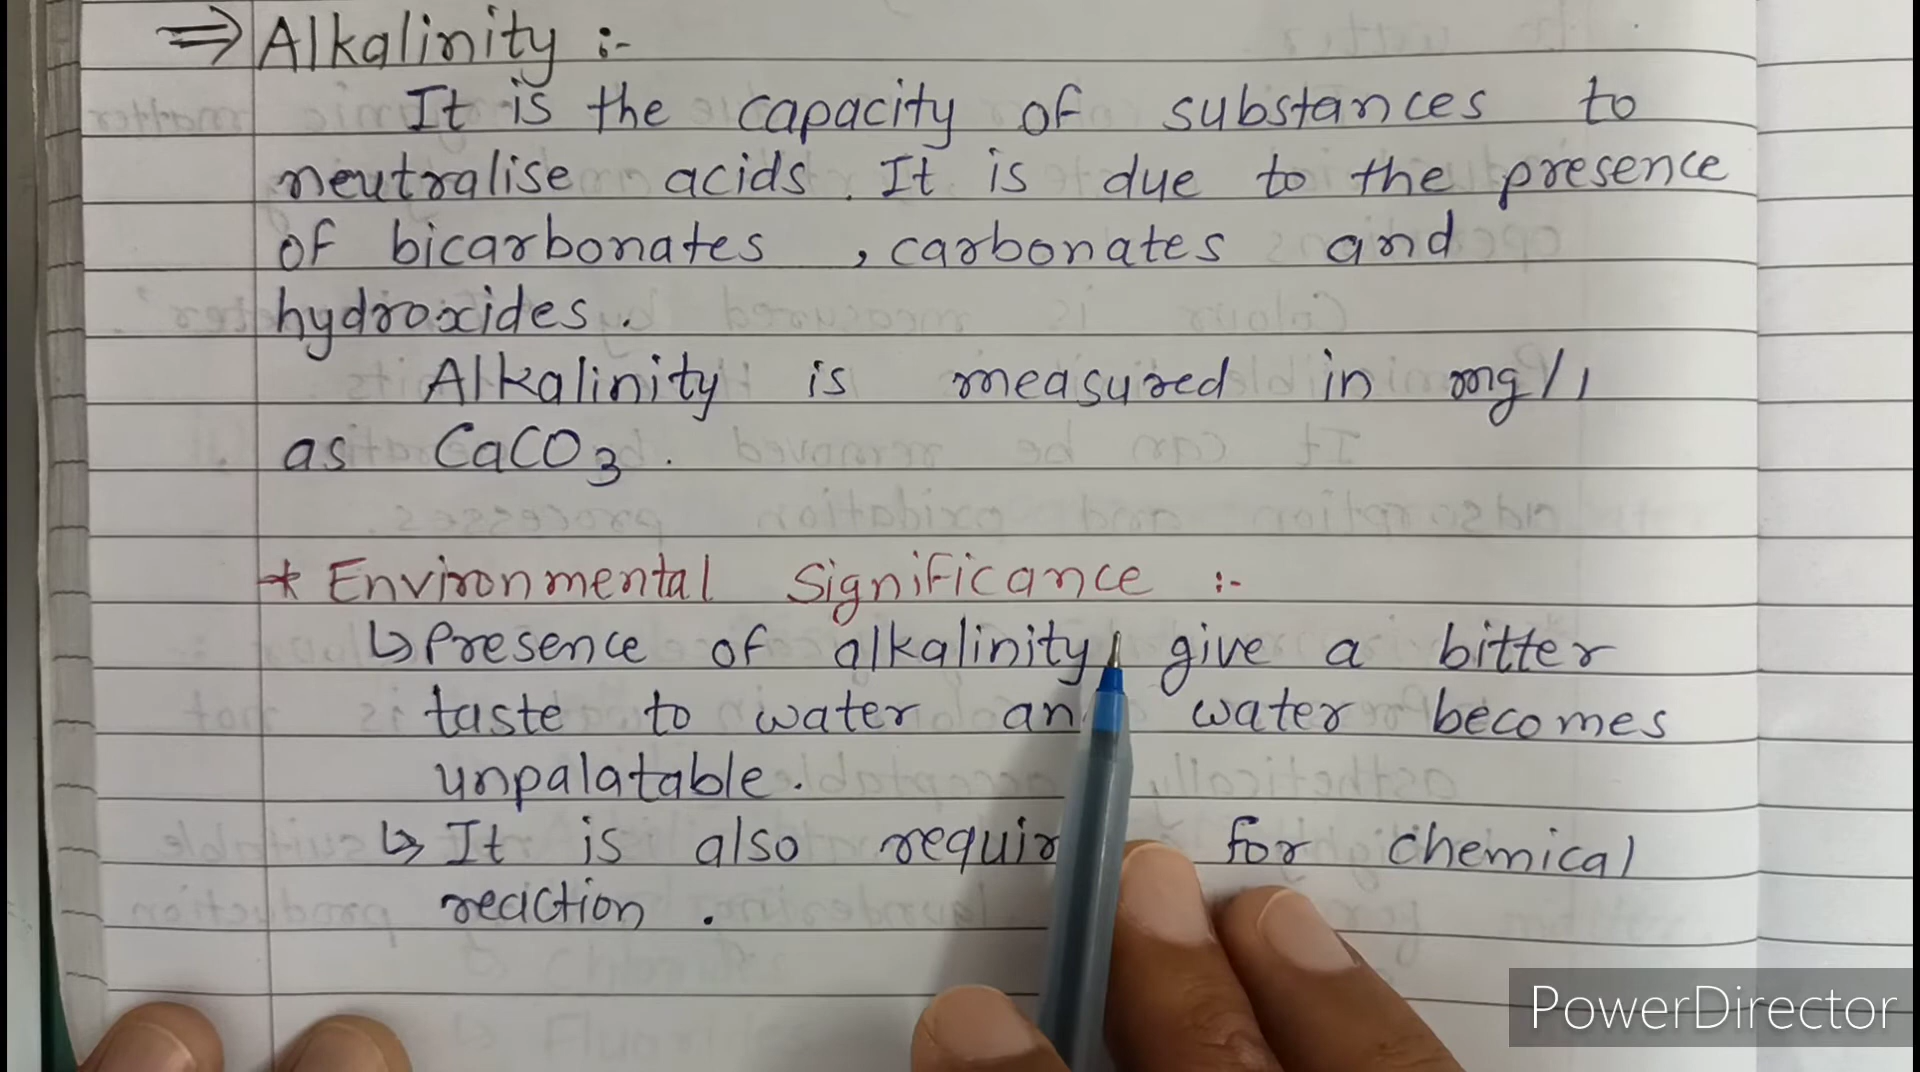 ⇒ Alkalinity :-
It is the capacity of substances to
neutralise acids. It is due to the presence
of bicarbonates , carbonates and
hydroxides.
Alkalinity is measured in mg/l
as CaCO3.
* Environmental Significance :-
↳ Presence of alkalinity give a bitter
taste to water an water becomes
unpalatable.
↳ It is also requir for chemical
reaction .
PowerDirector